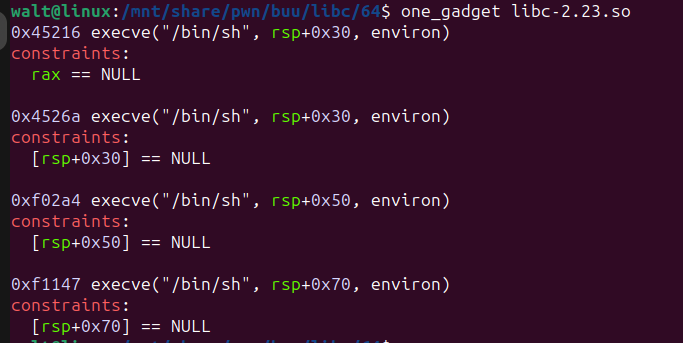 walt@linux:/mnt/share/pwn/buu/libc/64$ one_gadget libc-2.23.so
0x45216 execve("/bin/sh", rsp+0x30, environ)
constraints:
  rax == NULL

0x4526a execve("/bin/sh", rsp+0x30, environ)
constraints:
  [rsp+0x30] == NULL

0xf02a4 execve("/bin/sh", rsp+0x50, environ)
constraints:
  [rsp+0x50] == NULL

0xf1147 execve("/bin/sh", rsp+0x70, environ)
constraints:
  [rsp+0x70] == NULL